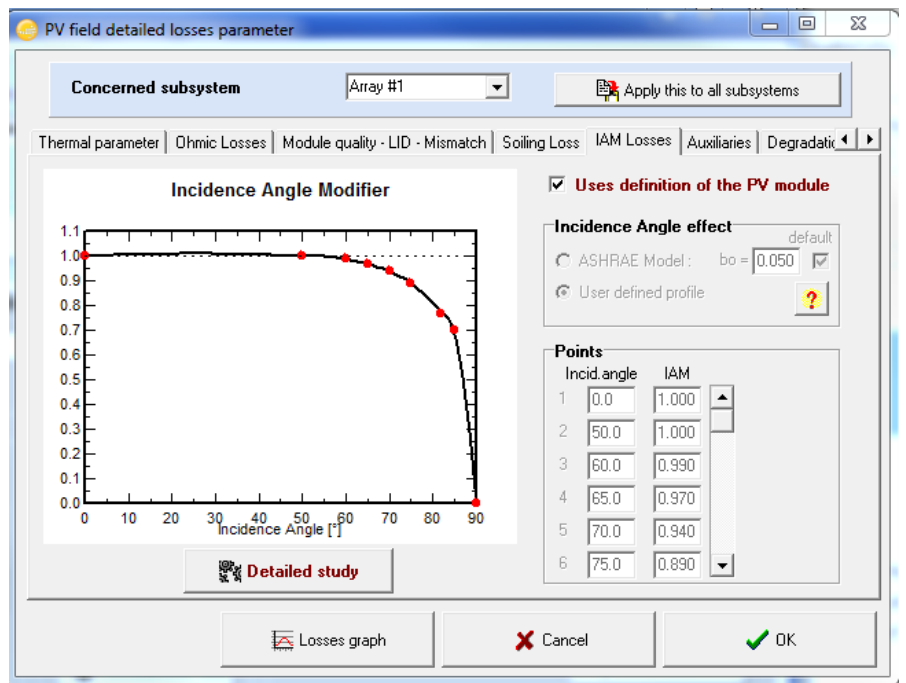 PV field detailed losses parameter
Concerned subsystem
Array #1
Apply this to all subsystems
Thermal parameter
Ohmic Losses
Module quality - LID - Mismatch
Soiling Loss
IAM Losses
Auxiliaries
Degradatic
Incidence Angle Modifier
1.1
1.0
0.9
0.8
0.7
0.6
0.5
0.4
0.3
0.2
0.1
0.0
0 10 20 30 40 50 60 70 80 90
Incidence Angle [°]
Detailed study
Uses definition of the PV module
Incidence Angle effect
default
ASHRAE Model : bo = 0.050
User defined profile
?
Points
Incid.angle IAM
1 0.0 1.000
2 50.0 1.000
3 60.0 0.990
4 65.0 0.970
5 70.0 0.940
6 75.0 0.890
Losses graph
Cancel
OK